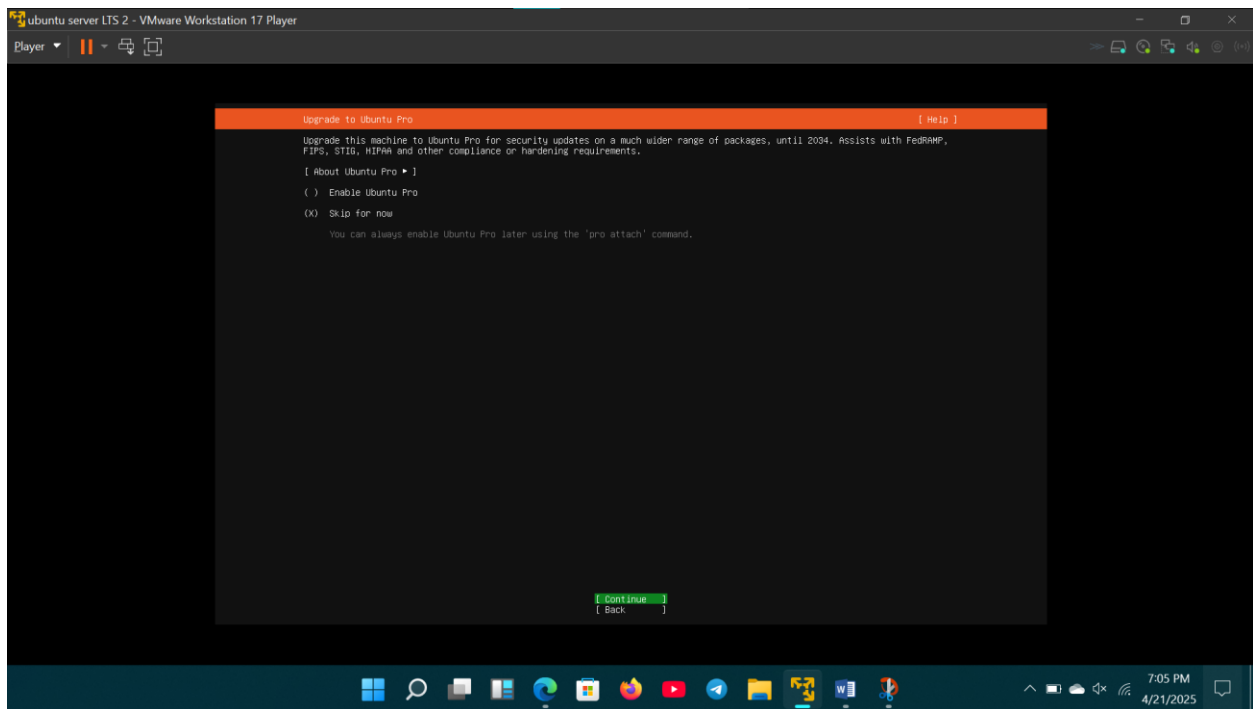 ubuntu server LTS 2 - VMware Workstation 17 Player
Player
Upgrade to Ubuntu Pro [ Help ]
Upgrade this machine to Ubuntu Pro for security updates on a much wider range of packages, until 2034. Assists with FedRAMP,
FIPS, STIG, HIPAA and other compliance or hardening requirements.
[ About Ubuntu Pro ► ]
( ) Enable Ubuntu Pro
(X) Skip for now
You can always enable Ubuntu Pro later using the 'pro attach' command.
[ Continue ]
[ Back ]
7:05 PM
4/21/2025